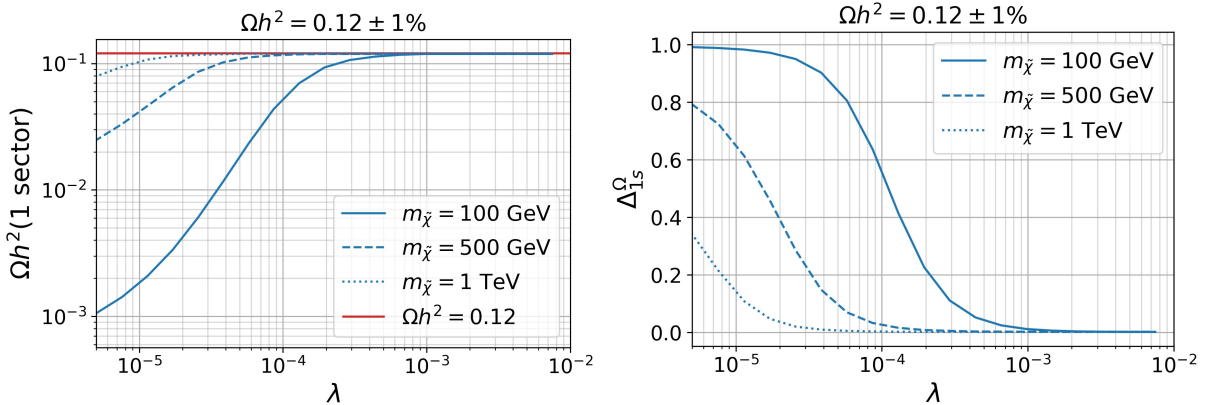 Ωh² = 0.12 ± 1%
Ωh²(1 sector)
10⁻¹
10⁻²
10⁻³
m_χ̃ = 100 GeV
m_χ̃ = 500 GeV
m_χ̃ = 1 TeV
Ωh² = 0.12
10⁻⁵ 10⁻⁴ 10⁻³ 10⁻²
λ
Ωh² = 0.12 ± 1%
Δ^Ω_1s
1.0
0.8
0.6
0.4
0.2
0.0
m_χ̃ = 100 GeV
m_χ̃ = 500 GeV
m_χ̃ = 1 TeV
10⁻⁵ 10⁻⁴ 10⁻³ 10⁻²
λ